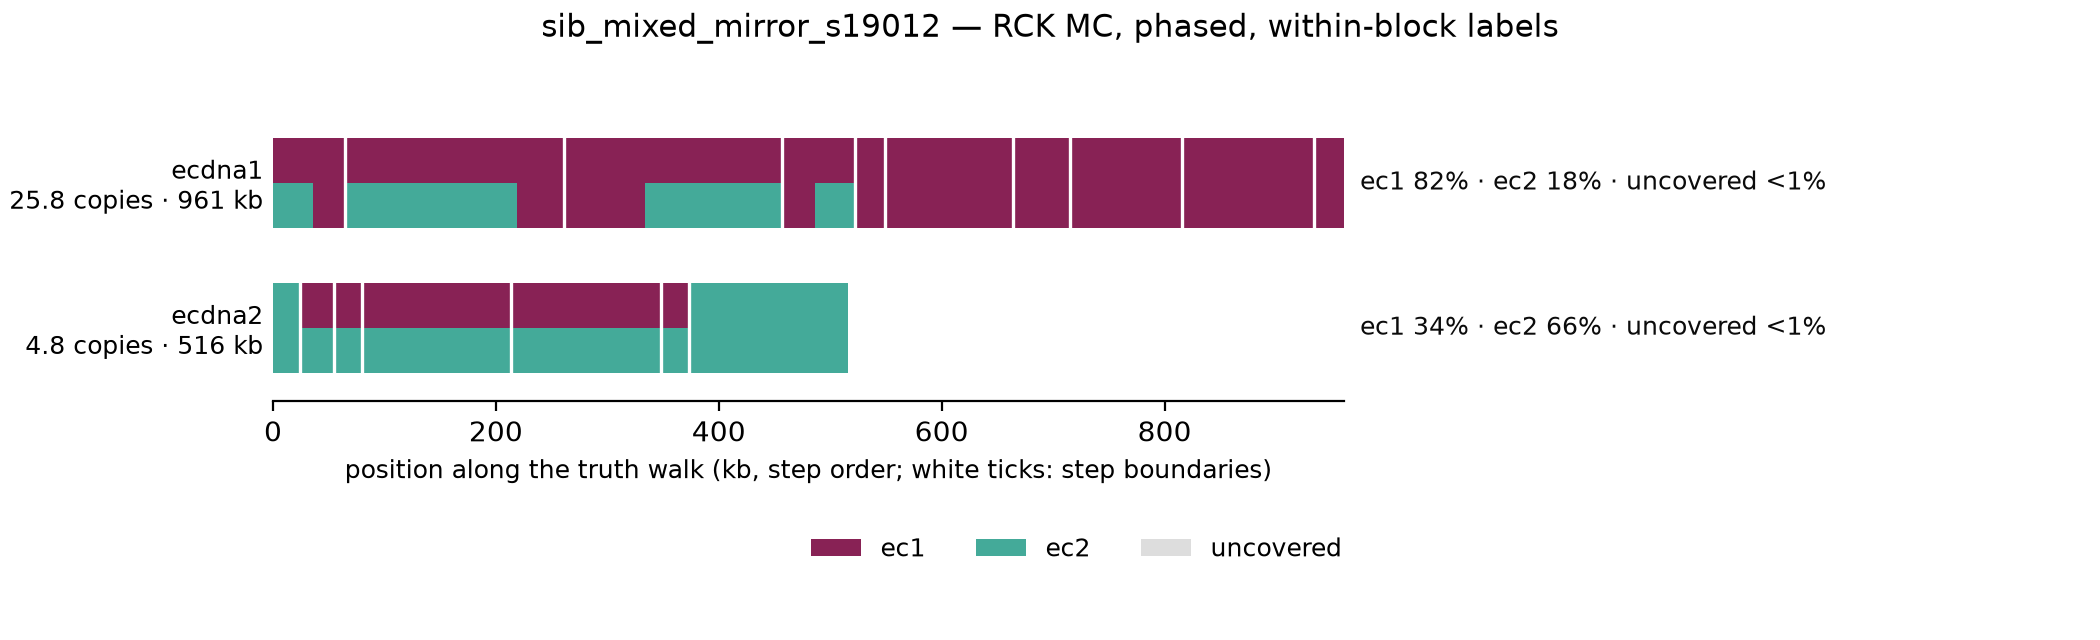 sib_mixed_mirror_s19012 — RCK MC, phased, within-block labels
ecdna1
25.8 copies · 961 kb
ec1 82% · ec2 18% · uncovered <1%
ecdna2
4.8 copies · 516 kb
ec1 34% · ec2 66% · uncovered <1%
0 200 400 600 800
position along the truth walk (kb, step order; white ticks: step boundaries)
ec1 ec2 uncovered